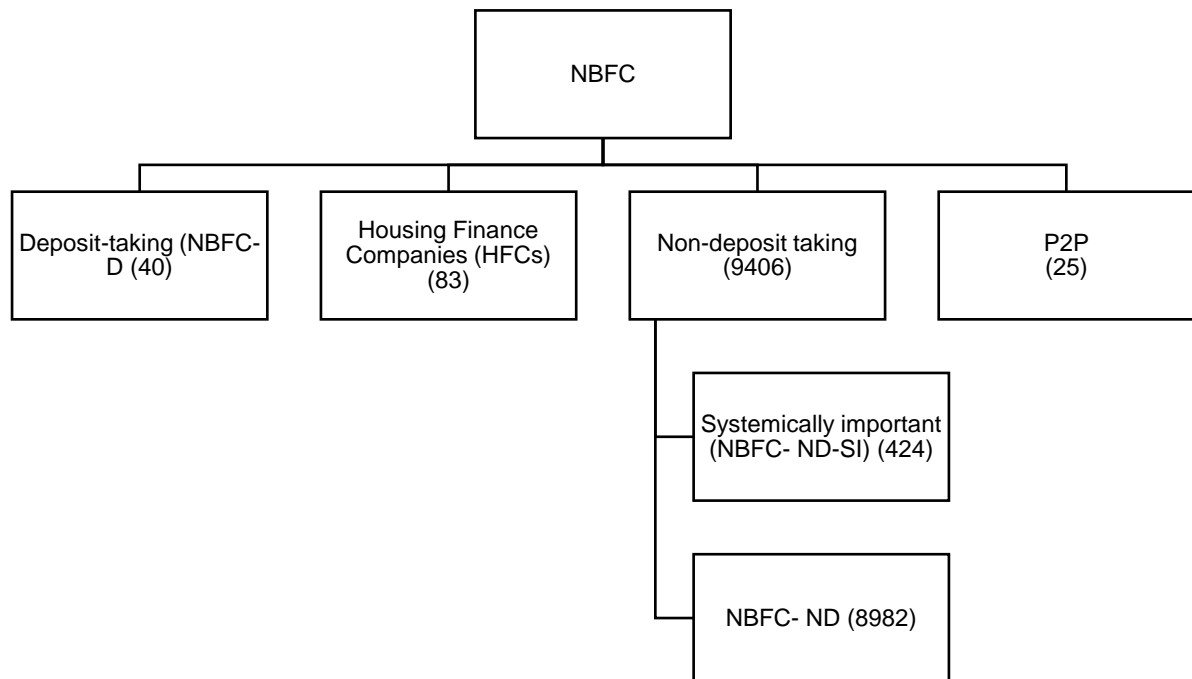 NBFC
Deposit-taking (NBFC-
D (40)
Housing Finance
Companies (HFCs)
(83)
Non-deposit taking
(9406)
P2P
(25)
Systemically important
(NBFC- ND-SI) (424)
NBFC- ND (8982)